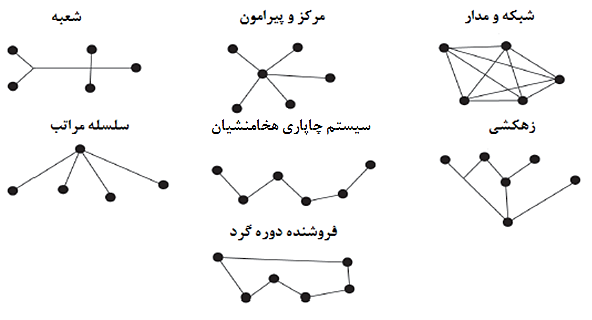 شبکه و مدار
مرکز و پیرامون
شعبه
زهکشی
سیستم چاپاری هخامنشیان
سلسله مراتب
فروشنده دوره گرد